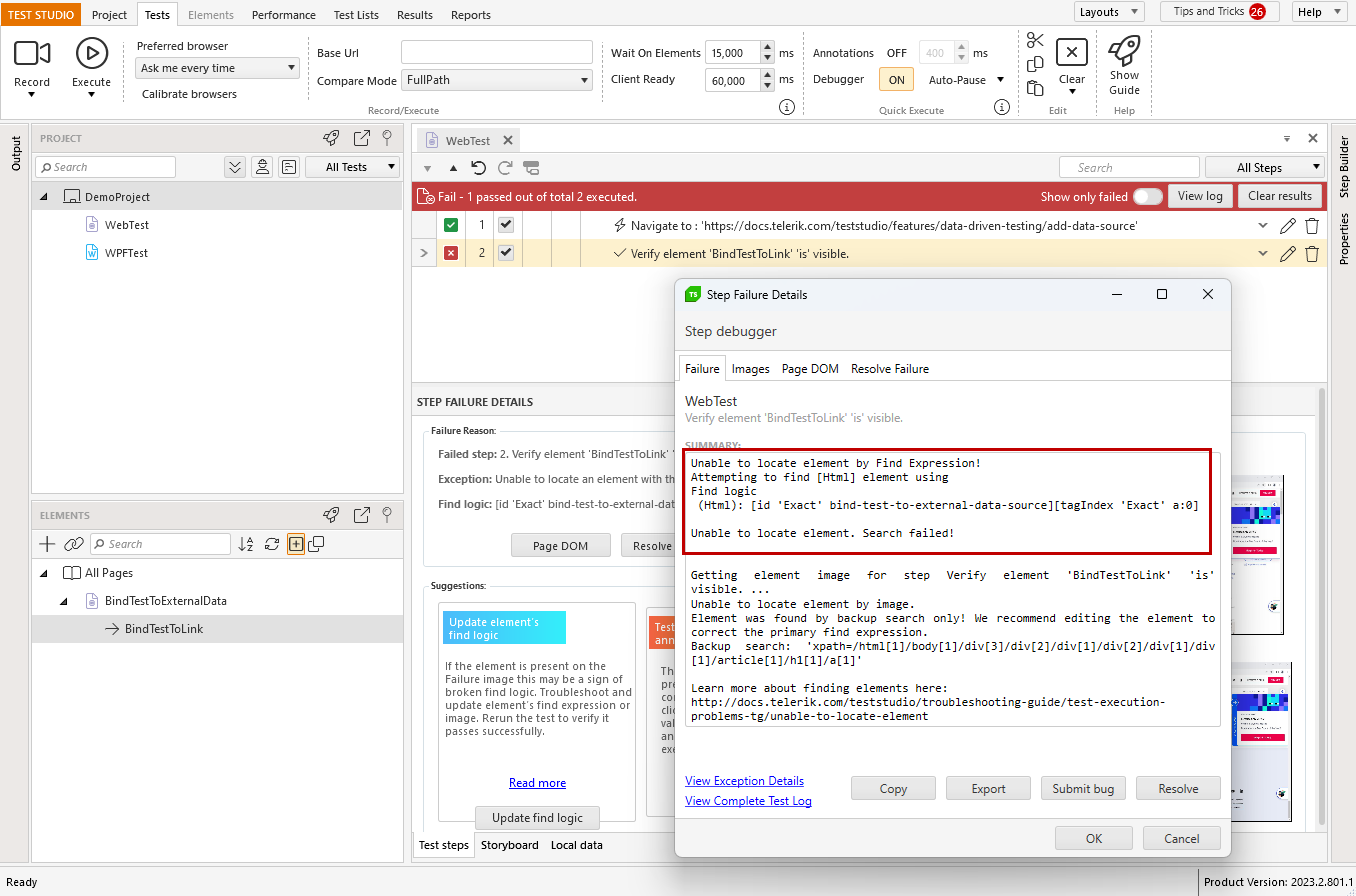 TEST STUDIO Project Tests Elements Performance Test Lists Results Reports Layouts Tips and Tricks 26 Help
Record
Execute
Preferred browser
Ask me every time
Calibrate browsers
Base Url
Compare Mode FullPath
Record/Execute
Wait On Elements 15,000 ms
Client Ready 60,000 ms
Annotations OFF 400 ms
Debugger ON Auto-Pause
Quick Execute
Clear
Edit
Show
Guide
Help
Output
PROJECT
Search All Tests
DemoProject
WebTest
WPFTest
ELEMENTS
Search
All Pages
BindTestToExternalData
BindTestToLink
WebTest
Search All Steps
Fail - 1 passed out of total 2 executed. Show only failed View log Clear results
1 Navigate to : 'https://docs.telerik.com/teststudio/features/data-driven-testing/add-data-source'
2 Verify element 'BindTestToLink' 'is' visible.
Step Builder
Properties
STEP FAILURE DETAILS
Failure Reason:
Failed step: 2. Verify element 'BindTestToLink' '
Exception: Unable to locate an element with th
Find logic: [id 'Exact' bind-test-to-external-dat
Page DOM Resolve
Suggestions:
Update element's
find logic
If the element is present on the
Failure image this may be a sign of
broken find logic. Troubleshoot and
update element's find expression or
image. Rerun the test to verify it
passes successfully.
Read more
Update find logic
Test
ann
Th
pre
cor
clic
val
an
exe
Test steps Storyboard Local data
TS Step Failure Details
Step debugger
Failure Images Page DOM Resolve Failure
WebTest
Verify element 'BindTestToLink' 'is' visible.
SUMMARY:
Unable to locate element by Find Expression!
Attempting to find [Html] element using
Find logic
(Html): [id 'Exact' bind-test-to-external-data-source][tagIndex 'Exact' a:0]
Unable to locate element. Search failed!
Getting element image for step Verify element 'BindTestToLink' 'is'
visible. ...
Unable to locate element by image.
Element was found by backup search only! We recommend editing the element to
correct the primary find expression.
Backup search: 'xpath=/html[1]/body[1]/div[3]/div[2]/div[1]/div[2]/div[1]/div
[1]/article[1]/h1[1]/a[1]'
Learn more about finding elements here:
http://docs.telerik.com/teststudio/troubleshooting-guide/test-execution-
problems-tg/unable-to-locate-element
View Exception Details
View Complete Test Log
Copy Export Submit bug Resolve
OK Cancel
Ready
Product Version: 2023.2.801.1